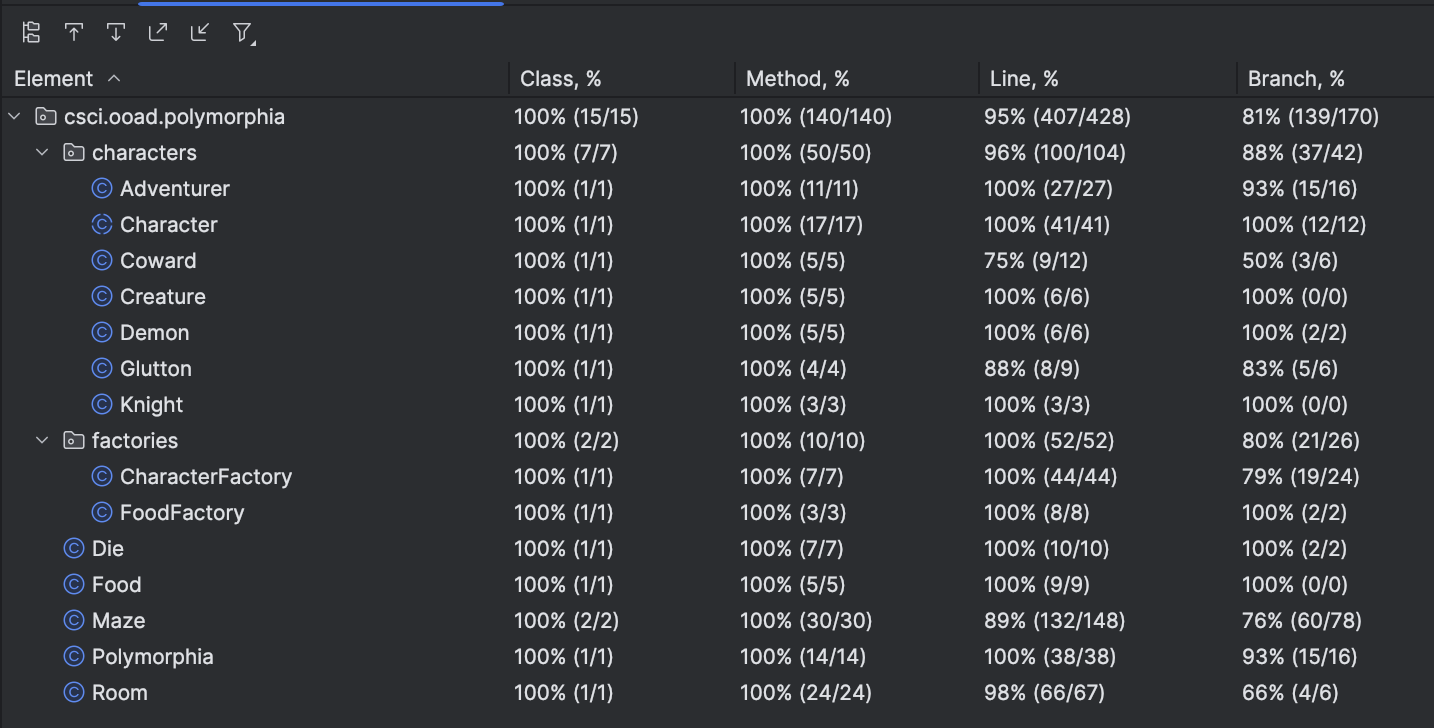 Element Class, % Method, % Line, % Branch, %
csci.ooad.polymorphia 100% (15/15) 100% (140/140) 95% (407/428) 81% (139/170)
characters 100% (7/7) 100% (50/50) 96% (100/104) 88% (37/42)
Adventurer 100% (1/1) 100% (11/11) 100% (27/27) 93% (15/16)
Character 100% (1/1) 100% (17/17) 100% (41/41) 100% (12/12)
Coward 100% (1/1) 100% (5/5) 75% (9/12) 50% (3/6)
Creature 100% (1/1) 100% (5/5) 100% (6/6) 100% (0/0)
Demon 100% (1/1) 100% (5/5) 100% (6/6) 100% (2/2)
Glutton 100% (1/1) 100% (4/4) 88% (8/9) 83% (5/6)
Knight 100% (1/1) 100% (3/3) 100% (3/3) 100% (0/0)
factories 100% (2/2) 100% (10/10) 100% (52/52) 80% (21/26)
CharacterFactory 100% (1/1) 100% (7/7) 100% (44/44) 79% (19/24)
FoodFactory 100% (1/1) 100% (3/3) 100% (8/8) 100% (2/2)
Die 100% (1/1) 100% (7/7) 100% (10/10) 100% (2/2)
Food 100% (1/1) 100% (5/5) 100% (9/9) 100% (0/0)
Maze 100% (2/2) 100% (30/30) 89% (132/148) 76% (60/78)
Polymorphia 100% (1/1) 100% (14/14) 100% (38/38) 93% (15/16)
Room 100% (1/1) 100% (24/24) 98% (66/67) 66% (4/6)